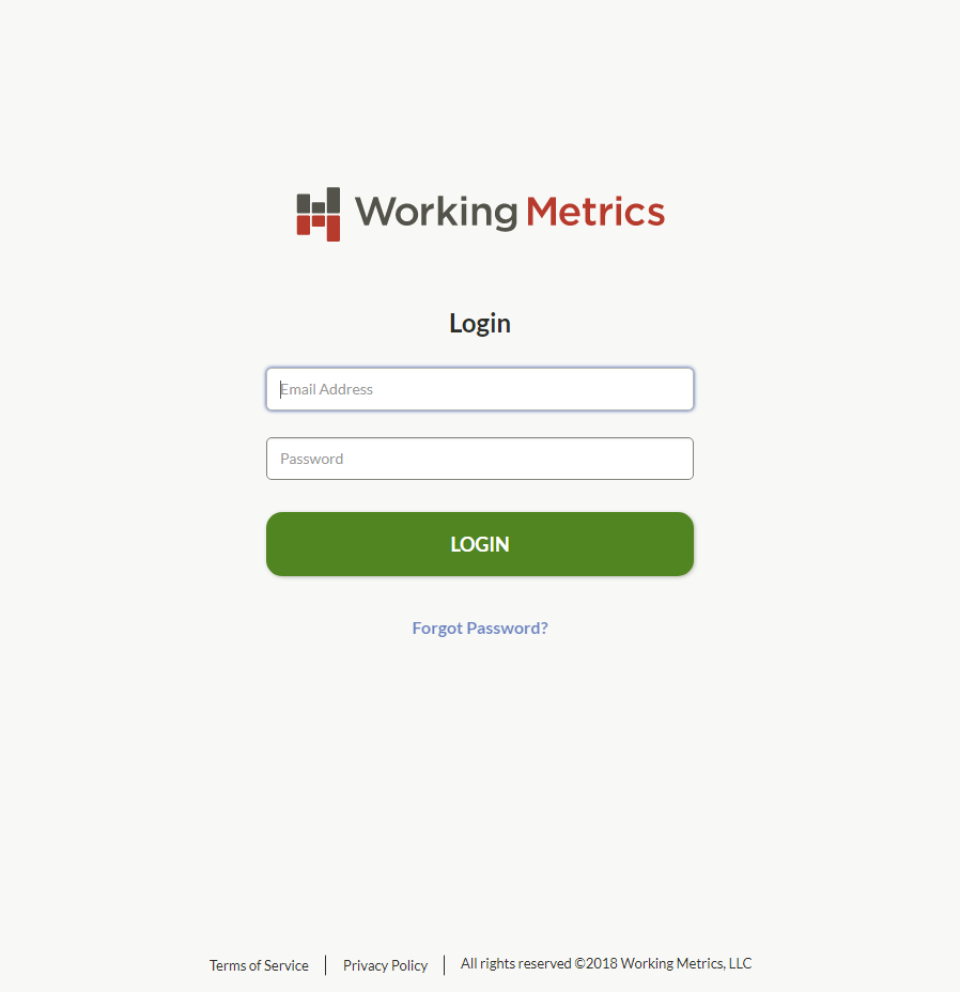 Working Metrics
Login
Email Address
Password
LOGIN
Forgot Password?
Terms of Service | Privacy Policy | All rights reserved ©2018 Working Metrics, LLC